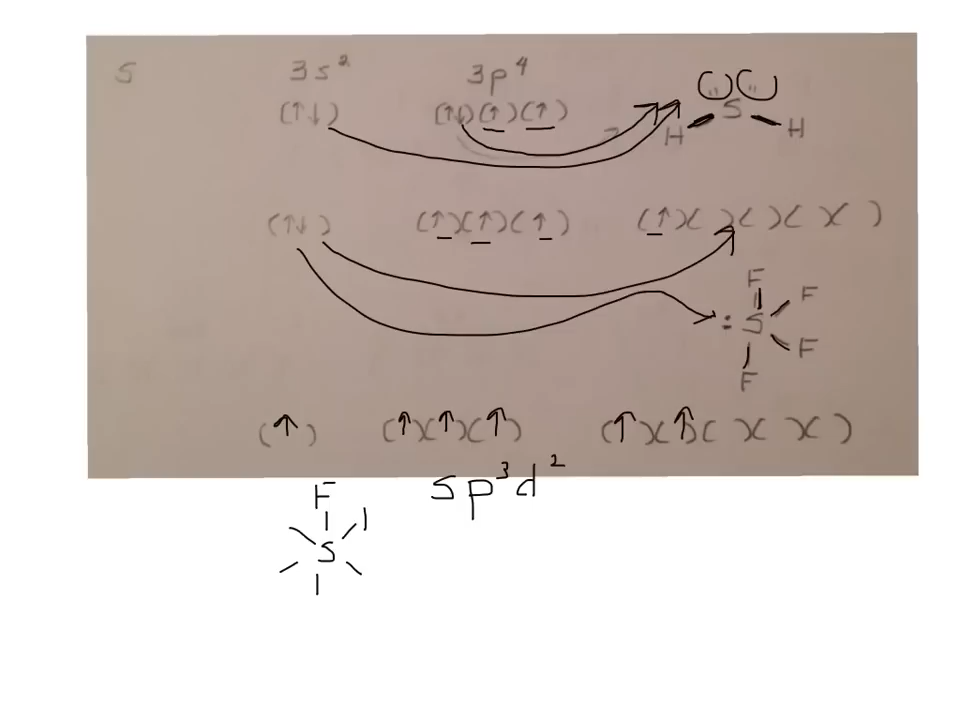 S 3s² 3p⁴
(↑↓) (↑↓)(↑)(↑) S
H H
(↑↓) (↑)(↑)(↑) (↑)( )( )( )( )
F
F
:S
F
F
(↑) (↑)(↑)(↑) (↑)(↑)( )( )( )
sp³d²
F
S